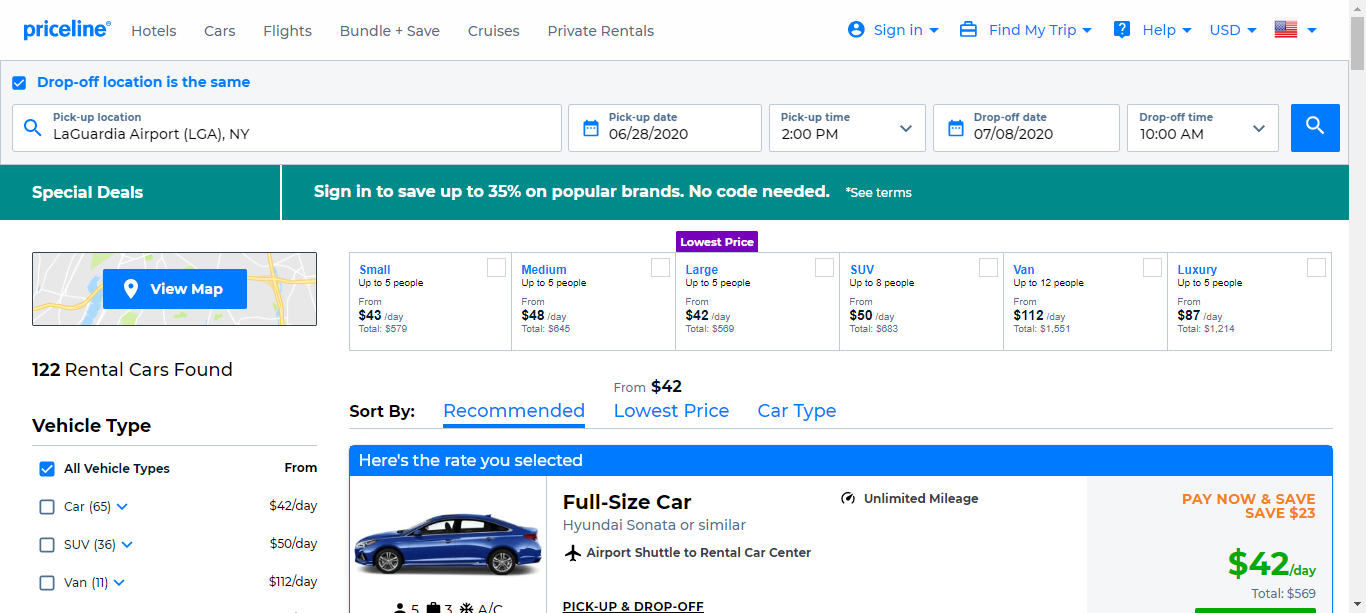 priceline®
Hotels
Cars
Flights
Bundle + Save
Cruises
Private Rentals
Sign in
Find My Trip
Help
USD
Drop-off location is the same
Pick-up location
LaGuardia Airport (LGA), NY
Pick-up date
06/28/2020
Pick-up time
2:00 PM
Drop-off date
07/08/2020
Drop-off time
10:00 AM
Special Deals
Sign in to save up to 35% on popular brands. No code needed. *See terms
View Map
122 Rental Cars Found
Vehicle Type
All Vehicle Types From
Car (65) $42/day
SUV (36) $50/day
Van (11) $112/day
Lowest Price
Small
Up to 5 people
From
$43 /day
Total: $579
Medium
Up to 5 people
From
$48 /day
Total: $645
Large
Up to 5 people
From
$42 /day
Total: $569
SUV
Up to 8 people
From
$50 /day
Total: $683
Van
Up to 12 people
From
$112 /day
Total: $1,551
Luxury
Up to 5 people
From
$87 /day
Total: $1,214
From $42
Sort By: Recommended Lowest Price Car Type
Here's the rate you selected
Full-Size Car
Hyundai Sonata or similar
Airport Shuttle to Rental Car Center
PICK-UP & DROP-OFF
5 3 A/C
Unlimited Mileage
PAY NOW & SAVE
SAVE $23
$42/day
Total: $569